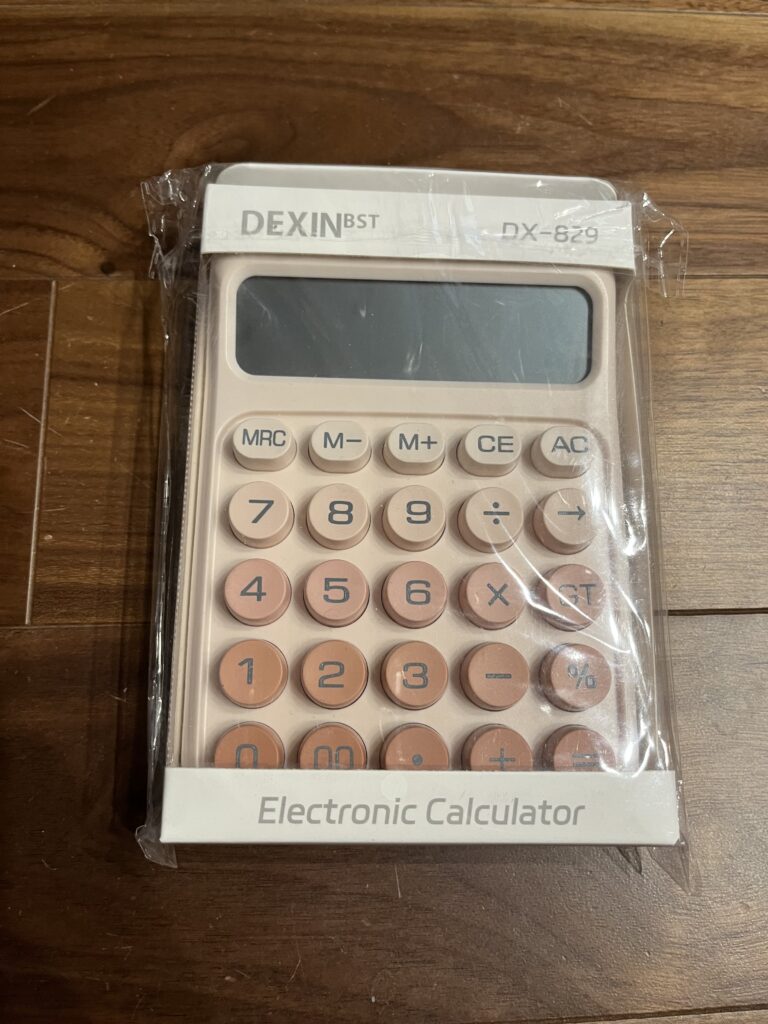 DEXIN BST DX-829
MRC M− M+ CE AC
7 8 9 ÷ →
4 5 6 × GT
1 2 3 − %
0 00 · + =
Electronic Calculator